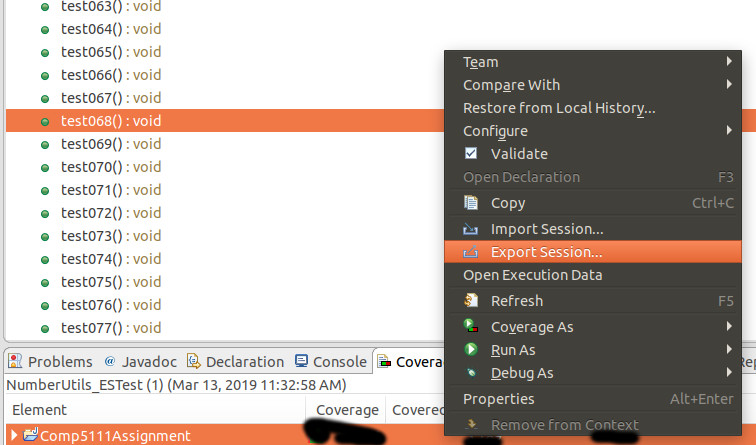 test063() : void
test064() : void
test065() : void
test066() : void
test067() : void
test068() : void
test069() : void
test070() : void
test071() : void
test072() : void
test073() : void
test074() : void
test075() : void
test076() : void
test077() : void
Team
Compare With
Restore from Local History...
Configure
Validate
Open Declaration F3
Copy Ctrl+C
Import Session...
Export Session...
Open Execution Data
Refresh F5
Coverage As
Run As
Debug As
Properties Alt+Enter
Remove from Context
Problems @ Javadoc Declaration Console Coverag
NumberUtils_ESTest (1) (Mar 13, 2019 11:32:58 AM)
Element Coverage Covered
Comp5111Assignment